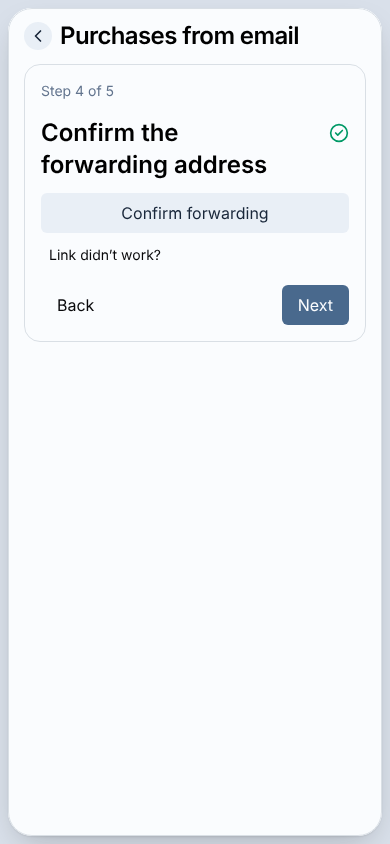 Purchases from email
Step 4 of 5
Confirm the
forwarding address
Confirm forwarding
Link didn’t work?
Back
Next